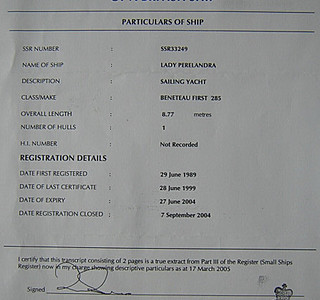 PARTICULARS OF SHIP
SSR NUMBER : SSR33249
NAME OF SHIP : LADY PERELANDRA
DESCRIPTION : SAILING YACHT
CLASS/MAKE : BENETEAU FIRST 285
OVERALL LENGTH : 8.77 metres
NUMBER OF HULLS : 1
H.I. NUMBER : Not Recorded
REGISTRATION DETAILS
DATE FIRST REGISTERED : 29 June 1989
DATE OF LAST CERTIFICATE : 28 June 1999
DATE OF EXPIRY : 27 June 2004
DATE REGISTRATION CLOSED : 7 September 2004
I certify that this transcript consisting of 2 pages is a true extract from Part III of the Register (Small Ships
Register) now in my charge showing descriptive particulars as at 17 March 2005
Signed